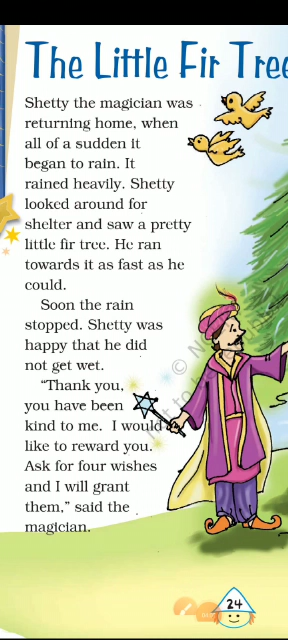 The Little Fir Tree
Shetty the magician was
returning home, when
all of a sudden it
began to rain. It
rained heavily. Shetty
looked around for
shelter and saw a pretty
little fir tree. He ran
towards it as fast as he
could.
Soon the rain
stopped. Shetty was
happy that he did
not get wet.
“Thank you,
you have been
kind to me. I would
like to reward you.
Ask for four wishes
and I will grant
them,” said the
magician.
24